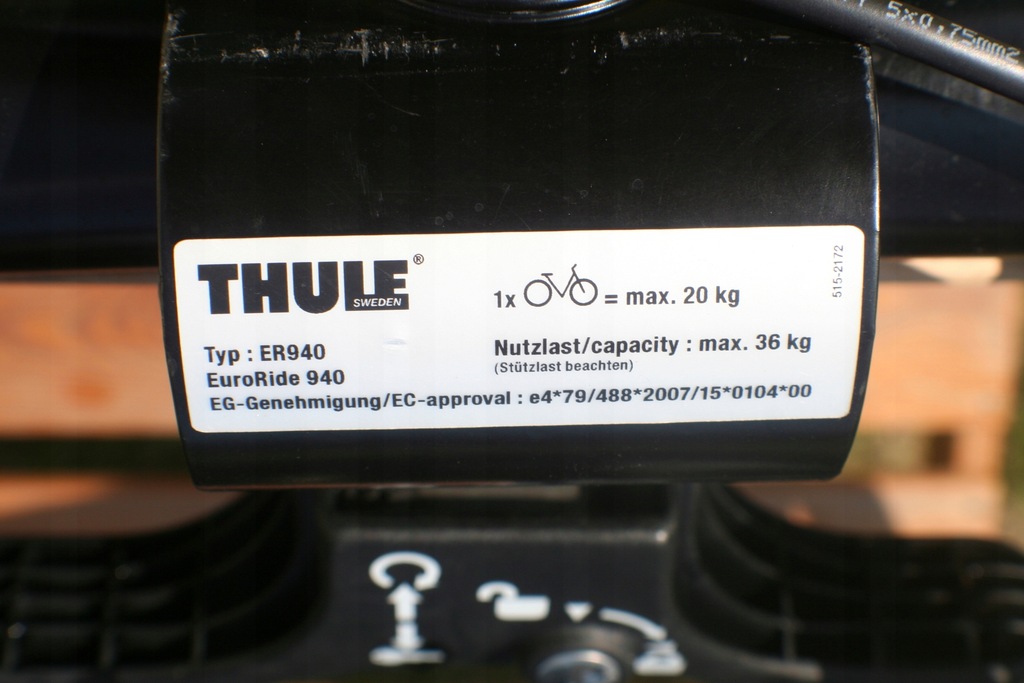 5X0,75mm2
THULE®
SWEDEN
Typ : ER940
EuroRide 940
EG-Genehmigung/EC-approval : e4*79/488*2007/15*0104*00
1x = max. 20 kg
Nutzlast/capacity : max. 36 kg
(Stützlast beachten)
515-2172